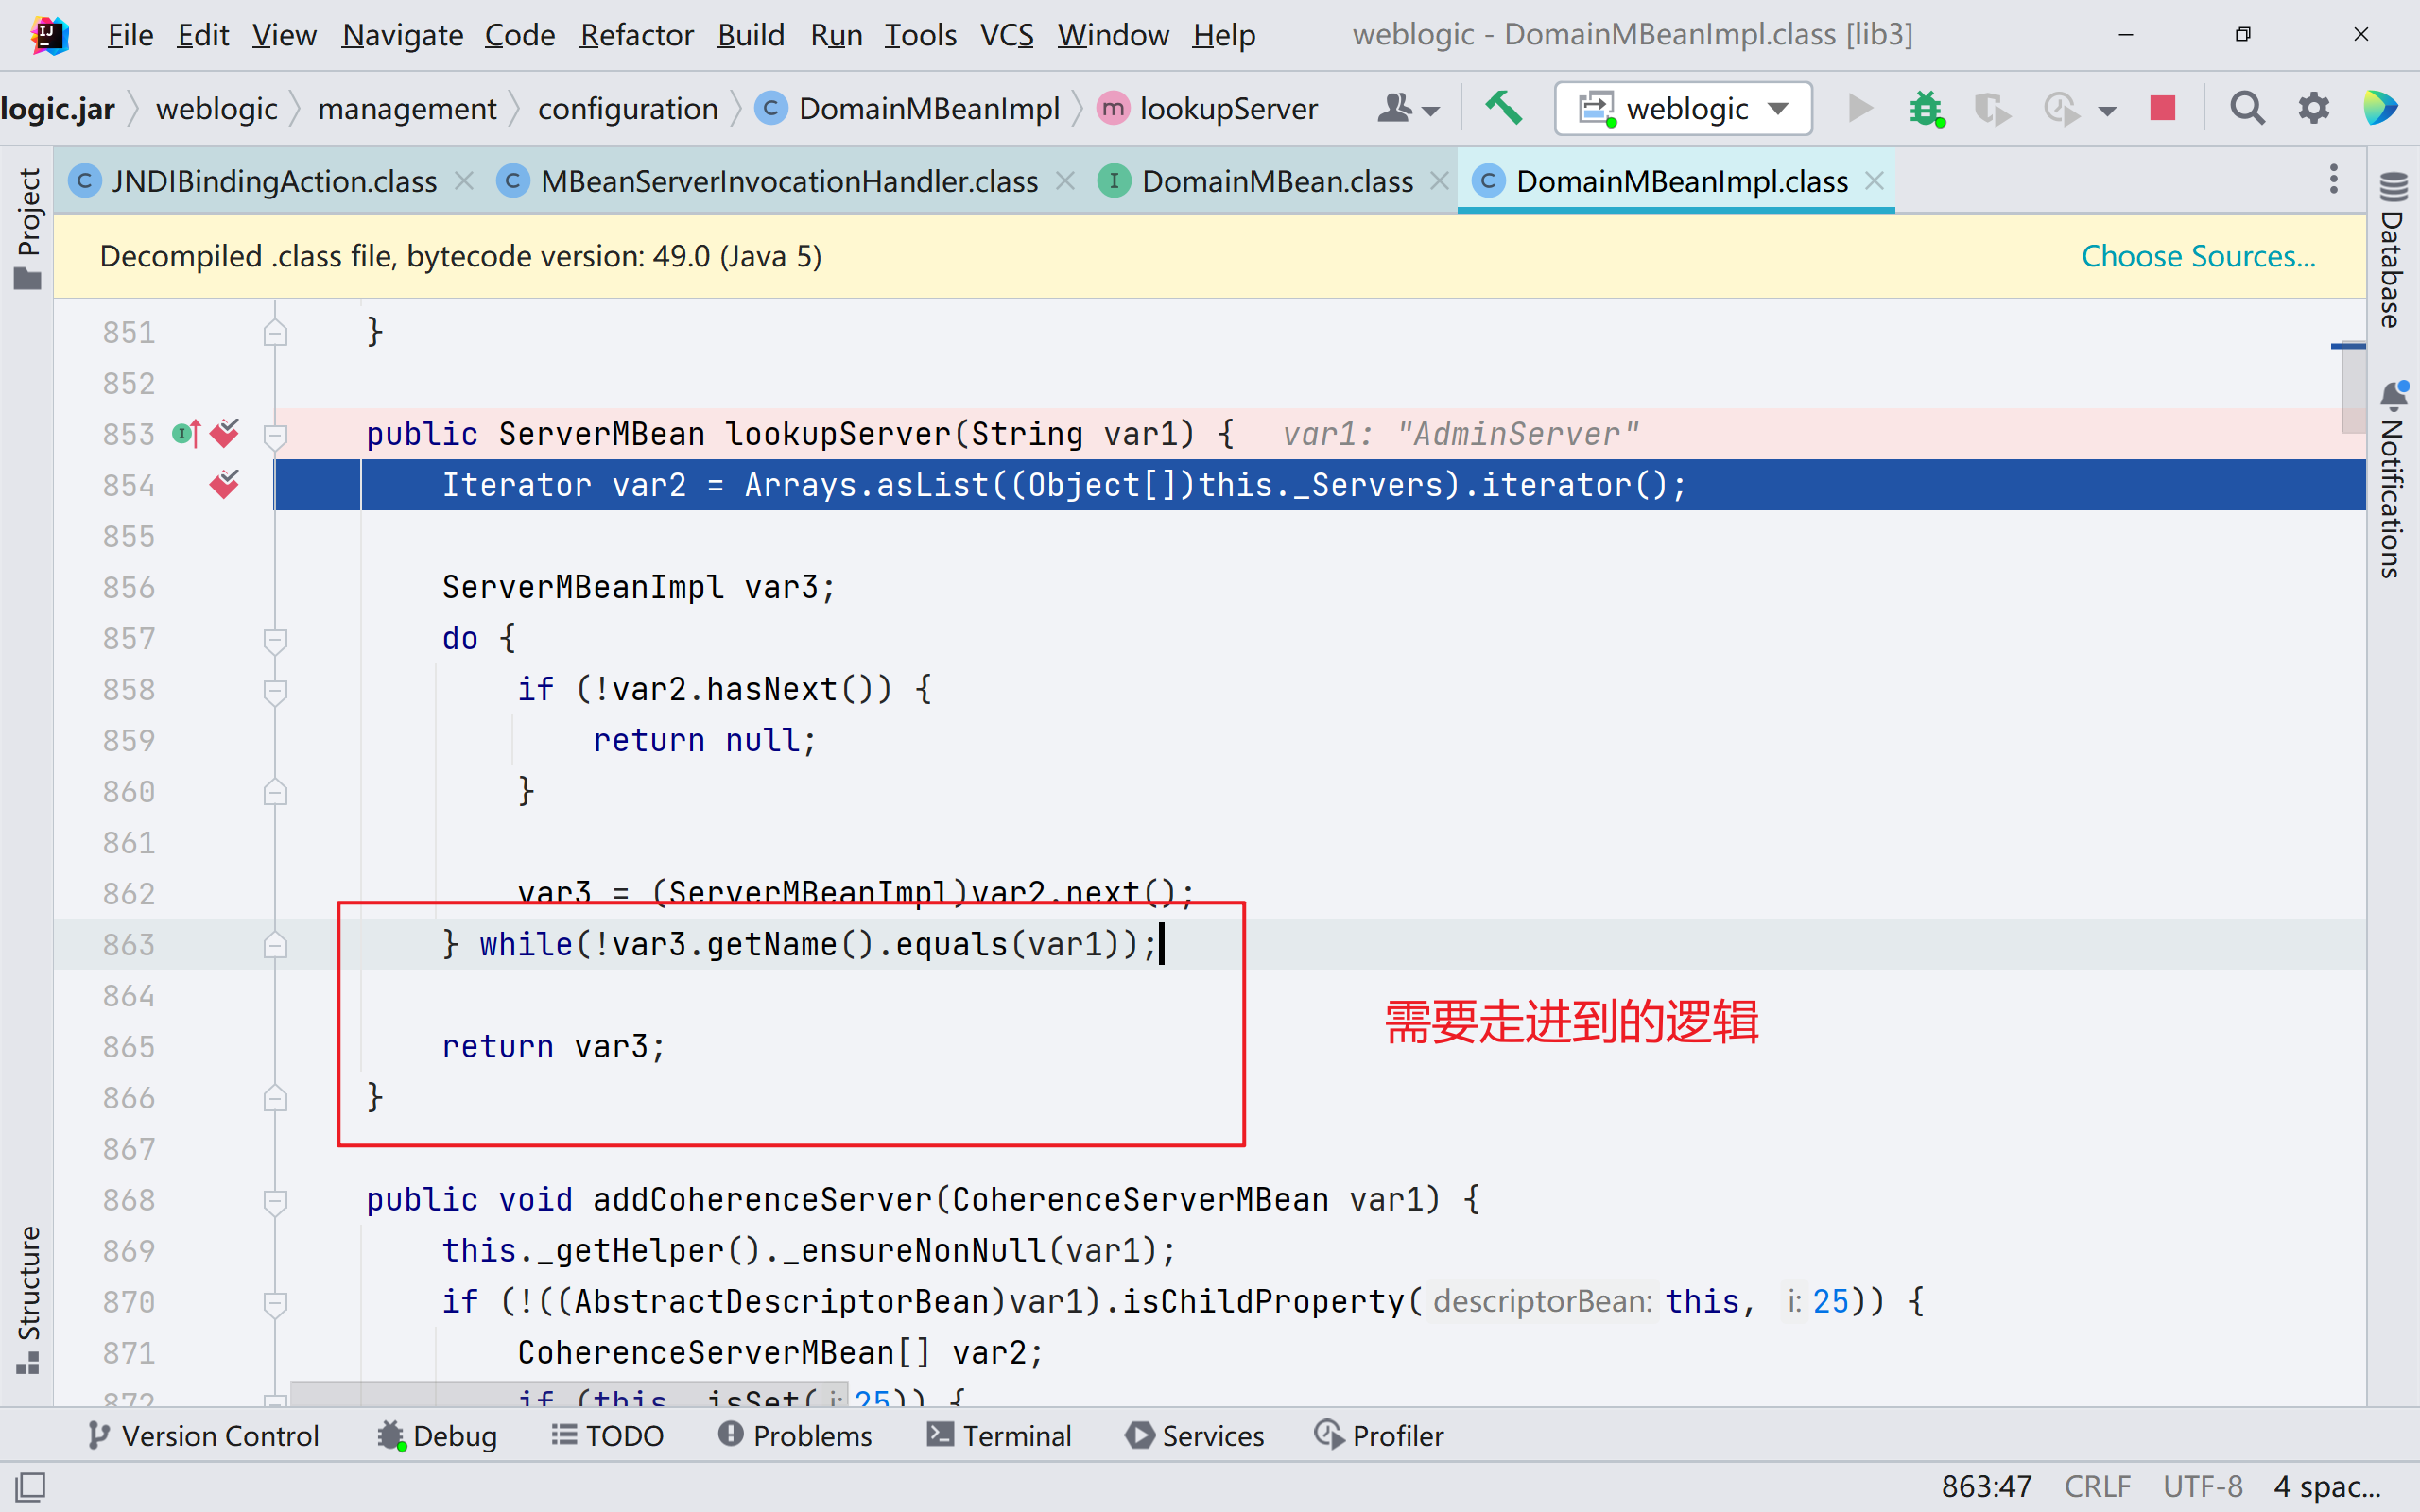 File Edit View Navigate Code Refactor Build Run Tools VCS Window Help weblogic - DomainMBeanImpl.class [lib3]
logic.jar weblogic management configuration C DomainMBeanImpl m lookupServer weblogic
C JNDIBindingAction.class C MBeanServerInvocationHandler.class I DomainMBean.class C DomainMBeanImpl.class
Project
Decompiled .class file, bytecode version: 49.0 (Java 5) Choose Sources...
Database
Notifications
851 }
852
853 public ServerMBean lookupServer(String var1) { var1: "AdminServer"
854 Iterator var2 = Arrays.asList((Object[])this._Servers).iterator();
855
856 ServerMBeanImpl var3;
857 do {
858 if (!var2.hasNext()) {
859 return null;
860 }
861
862 var3 = (ServerMBeanImpl)var2.next();
863 } while(!var3.getName().equals(var1));
864
需要走进到的逻辑
865 return var3;
866 }
867
868 public void addCoherenceServer(CoherenceServerMBean var1) {
869 this._getHelper()._ensureNonNull(var1);
870 if (!((AbstractDescriptorBean)var1).isChildProperty( descriptorBean: this, i: 25)) {
871 CoherenceServerMBean[] var2;
872 if (this._isSet( i: 25)) {
Structure
Version Control Debug TODO Problems Terminal Services Profiler
863:47 CRLF UTF-8 4 spac...